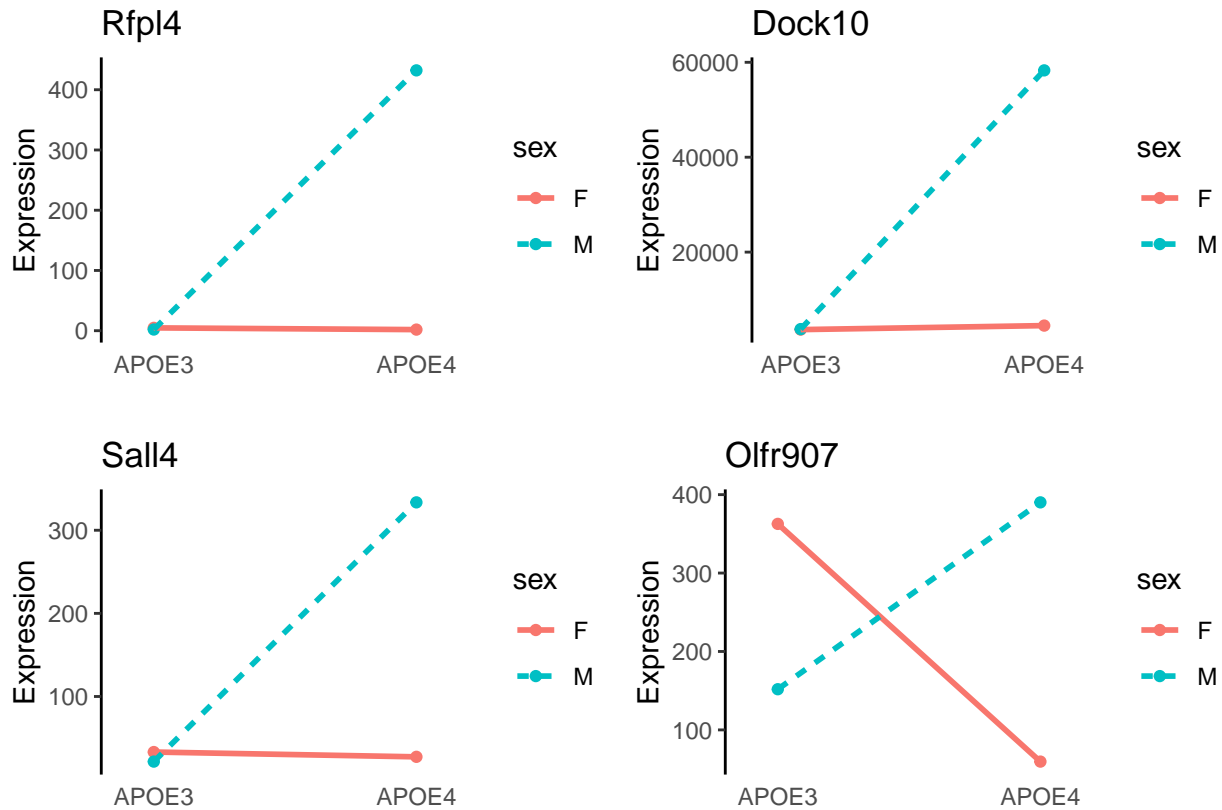 Rfpl4
Expression
400
300
200
100
0
APOE3 APOE4
sex
F
M
Dock10
Expression
60000
40000
20000
APOE3 APOE4
sex
F
M
Sall4
Expression
300
200
100
APOE3 APOE4
sex
F
M
Olfr907
Expression
400
300
200
100
APOE3 APOE4
sex
F
M